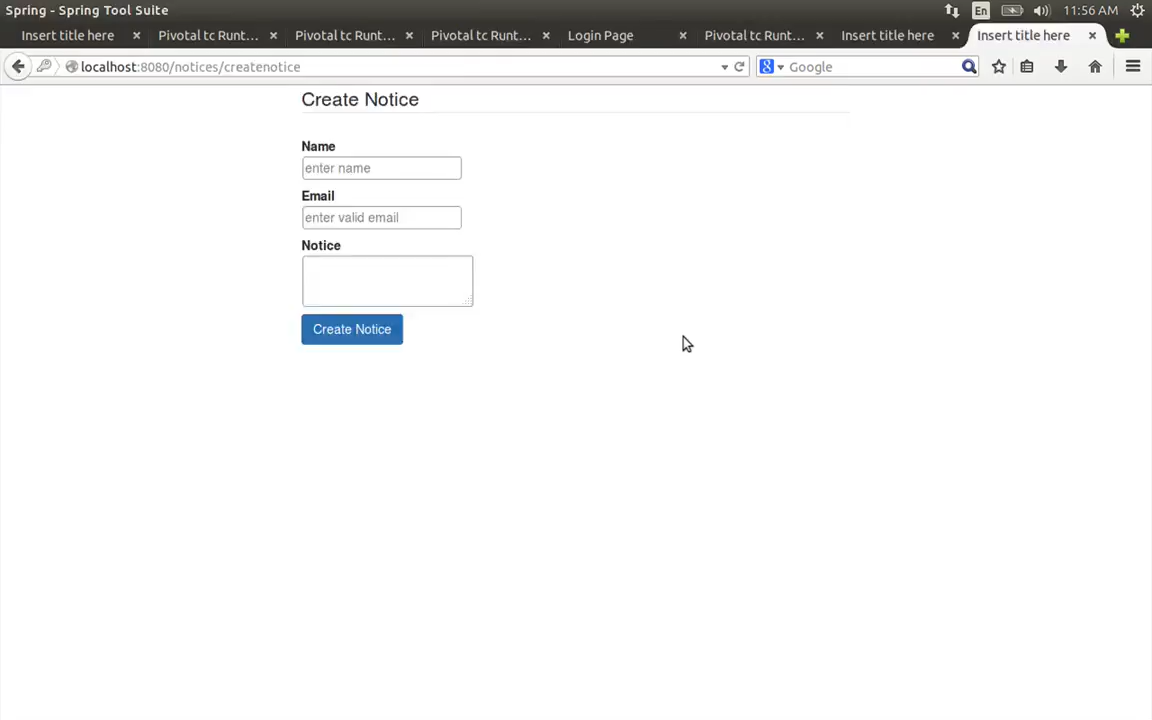 Spring - Spring Tool Suite
En
11:56 AM
Insert title here
Pivotal tc Runt...
Pivotal tc Runt...
Pivotal tc Runt...
Login Page
Pivotal tc Runt...
Insert title here
Insert title here
localhost:8080/notices/createnotice
8
Google
Create Notice
Name
enter name
Email
enter valid email
Notice
Create Notice